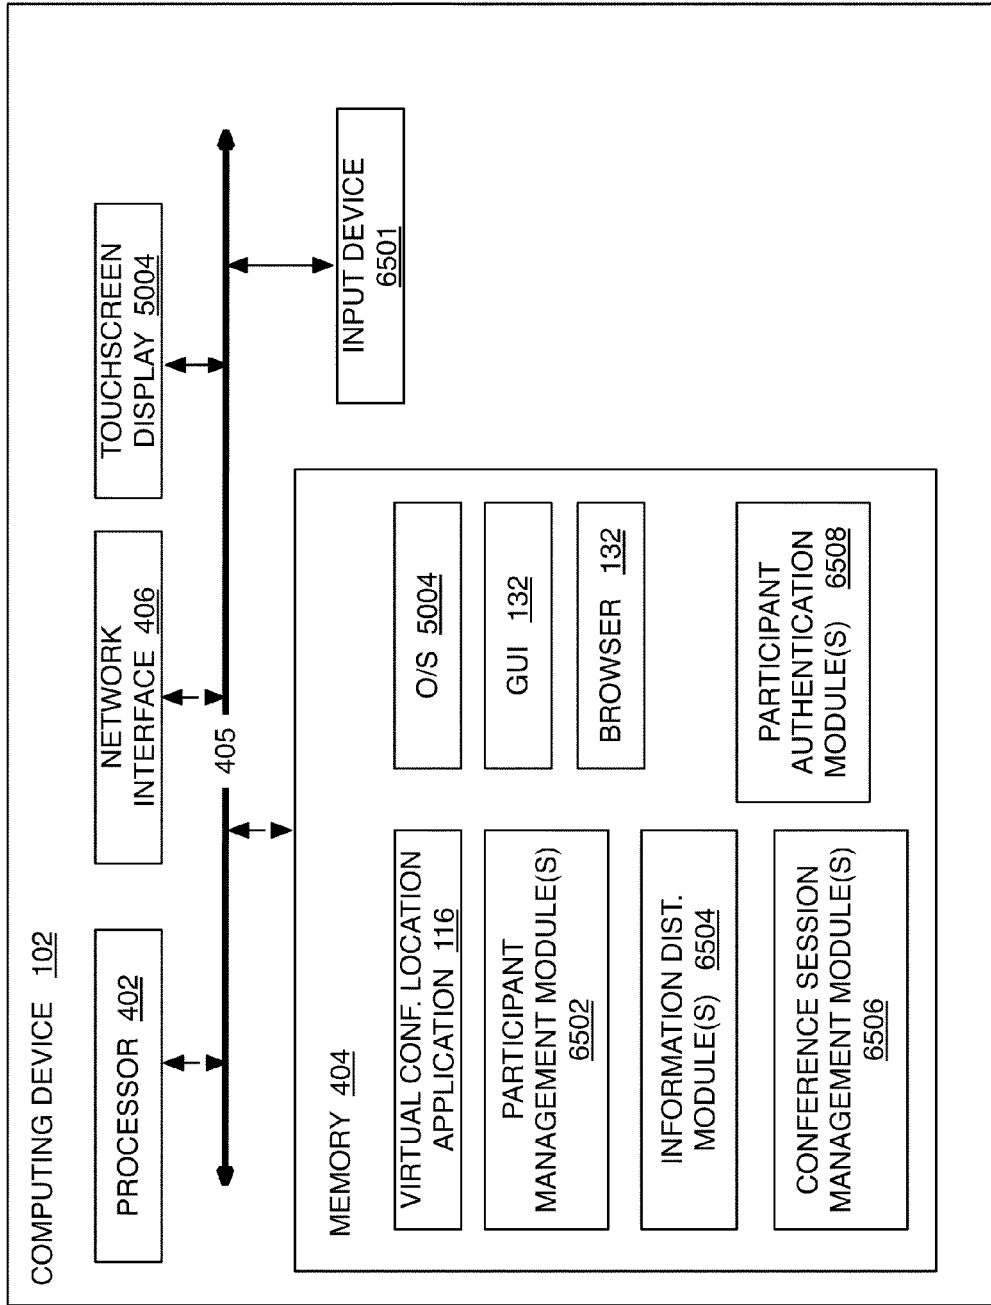 COMPUTING DEVICE 102
PROCESSOR 402
NETWORK
INTERFACE 406
TOUCHSCREEN
DISPLAY 5004
405
INPUT DEVICE
6501
MEMORY 404
VIRTUAL CONF. LOCATION
APPLICATION 116
PARTICIPANT
MANAGEMENT MODULE(S)
6502
INFORMATION DIST.
MODULE(S) 6504
CONFERENCE SESSION
MANAGEMENT MODULE(S)
6506
O/S 5004
GUI 132
BROWSER 132
PARTICIPANT
AUTHENTICATION
MODULE(S) 6508